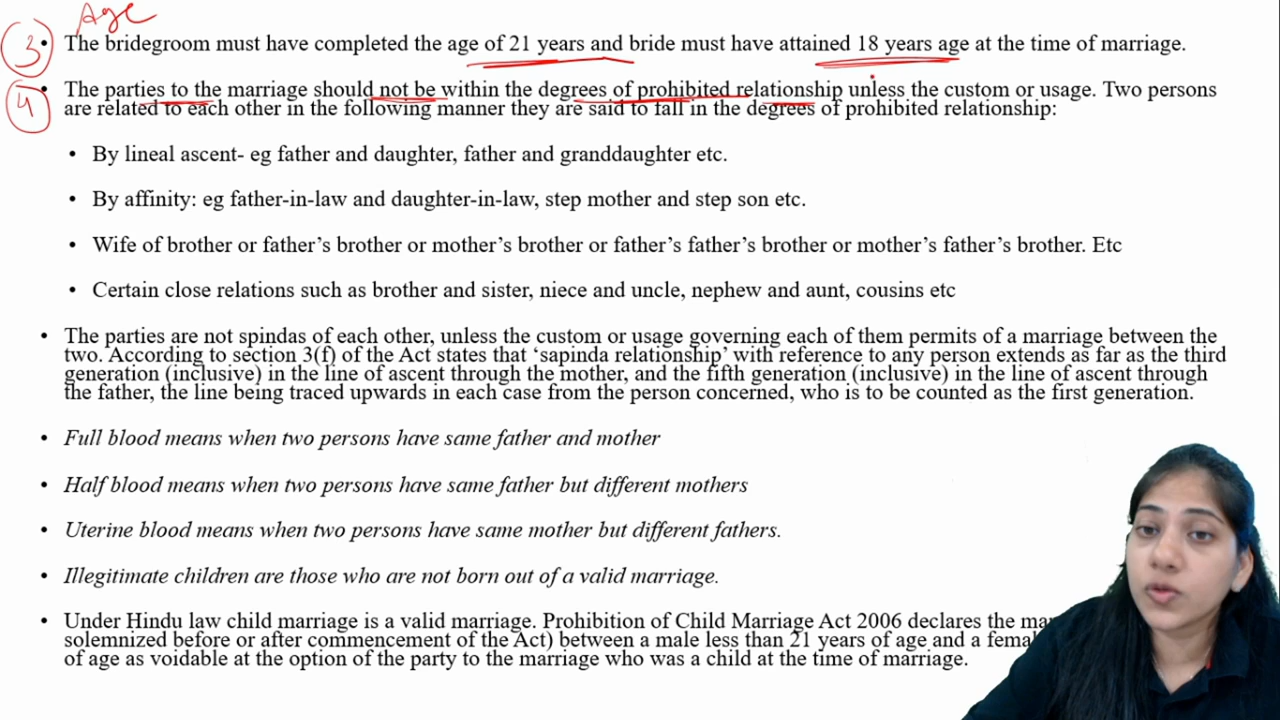 Age
3 • The bridegroom must have completed the age of 21 years and bride must have attained 18 years age at the time of marriage.
4 • The parties to the marriage should not be within the degrees of prohibited relationship unless the custom or usage. Two persons
are related to each other in the following manner they are said to fall in the degrees of prohibited relationship:
• By lineal ascent- eg father and daughter, father and granddaughter etc.
• By affinity: eg father-in-law and daughter-in-law, step mother and step son etc.
• Wife of brother or father’s brother or mother’s brother or father’s father’s brother or mother’s father’s brother. Etc
• Certain close relations such as brother and sister, niece and uncle, nephew and aunt, cousins etc
• The parties are not spindas of each other, unless the custom or usage governing each of them permits of a marriage between the
two. According to section 3(f) of the Act states that ‘sapinda relationship’ with reference to any person extends as far as the third
generation (inclusive) in the line of ascent through the mother, and the fifth generation (inclusive) in the line of ascent through
the father, the line being traced upwards in each case from the person concerned, who is to be counted as the first generation.
• Full blood means when two persons have same father and mother
• Half blood means when two persons have same father but different mothers
• Uterine blood means when two persons have same mother but different fathers.
• Illegitimate children are those who are not born out of a valid marriage.
• Under Hindu law child marriage is a valid marriage. Prohibition of Child Marriage Act 2006 declares the
solemnized before or after commencement of the Act) between a male less than 21 years of age and a
of age as voidable at the option of the party to the marriage who was a child at the time of marriage.